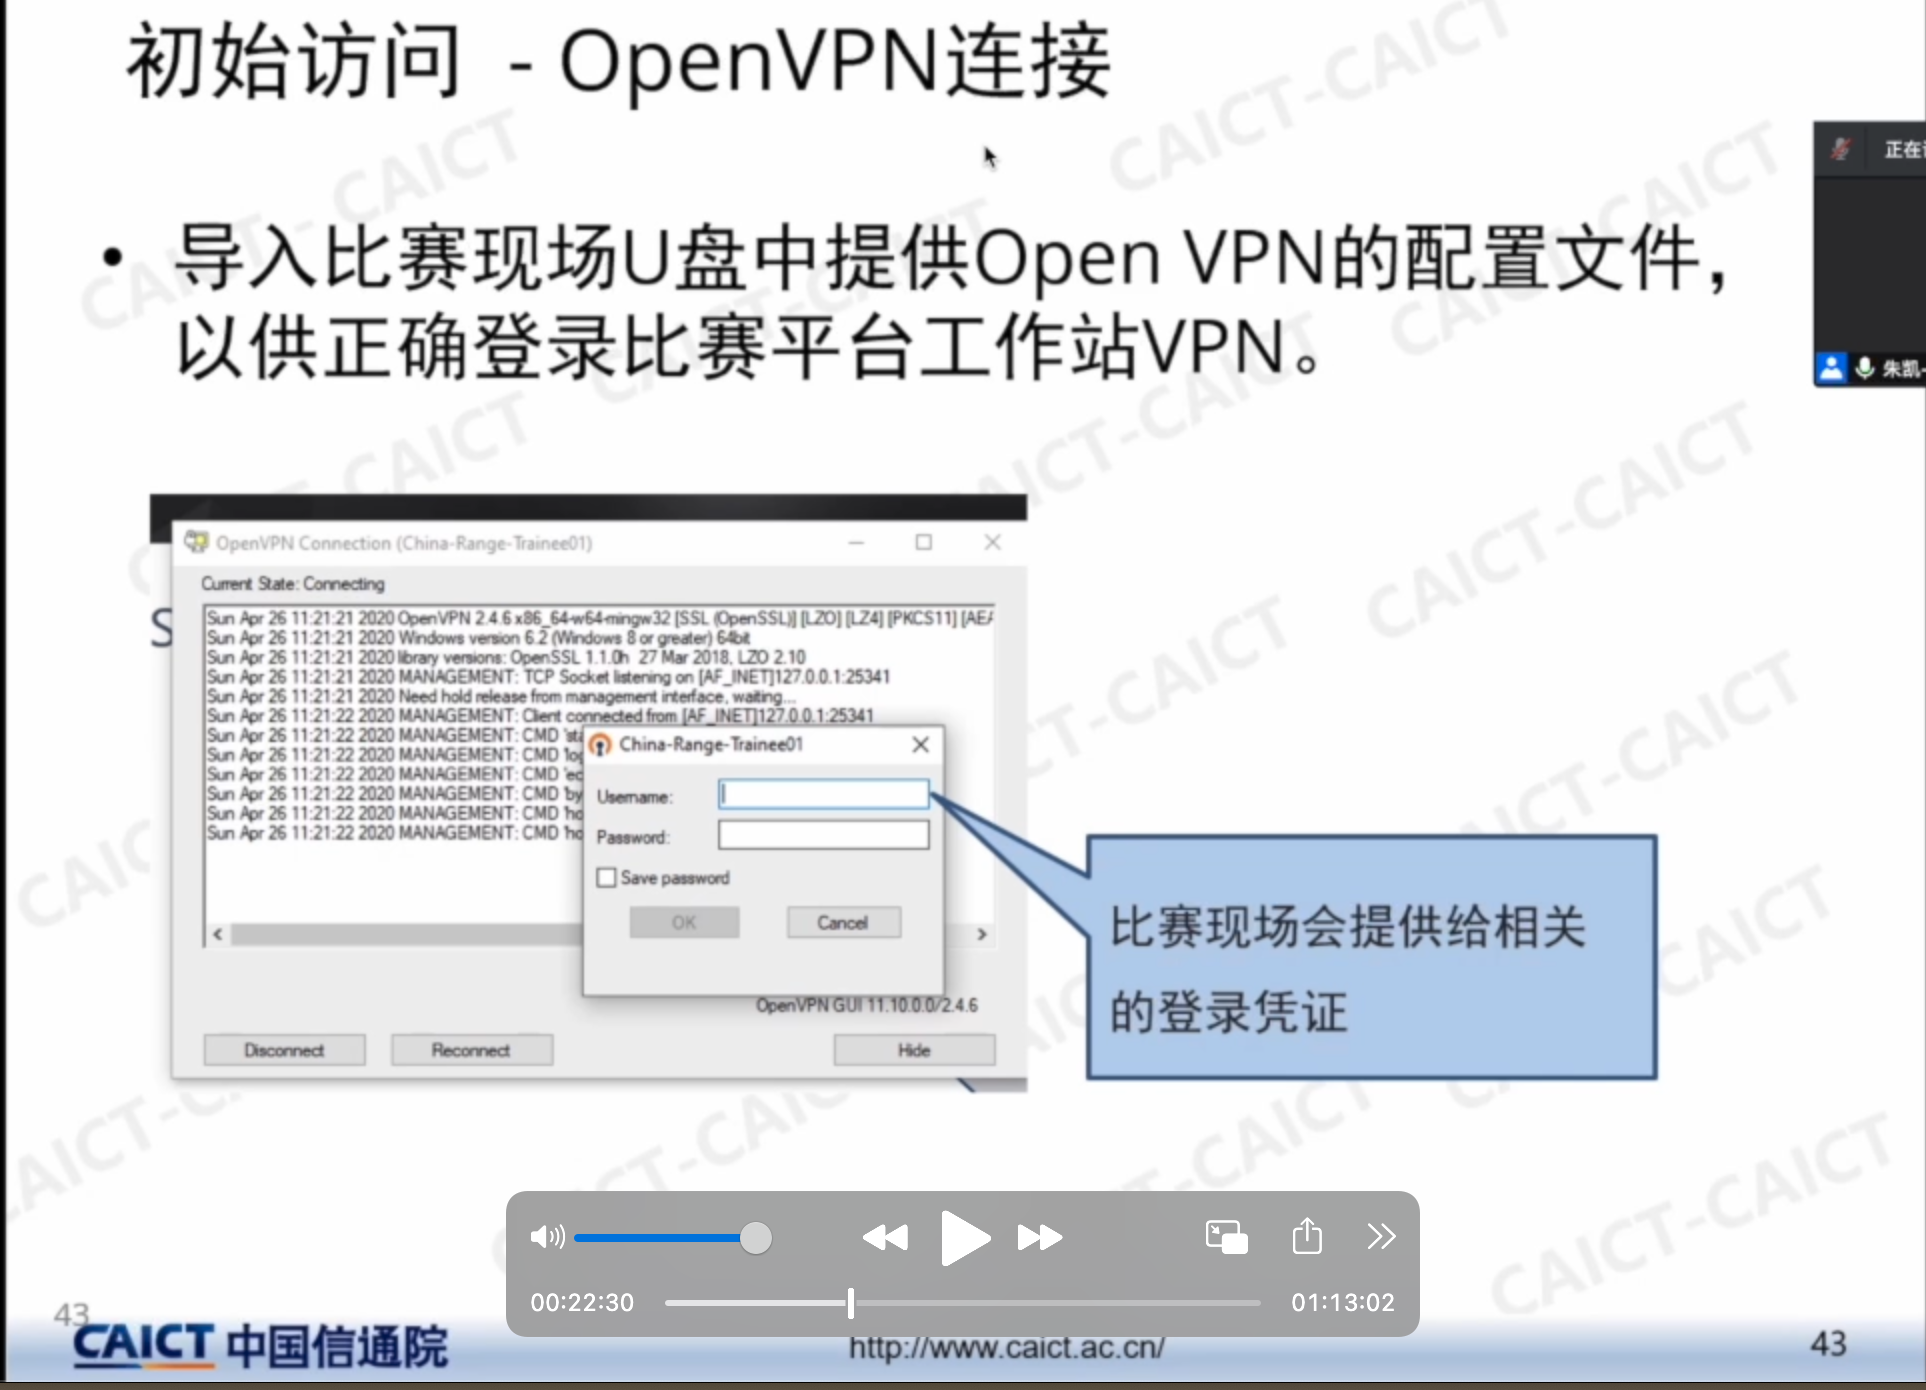 初始访问 - OpenVPN连接
• 导入比赛现场U盘中提供Open VPN的配置文件，
以供正确登录比赛平台工作站VPN。
正在
朱凯-
OpenVPN Connection (China-Range-Trainee01)
Current State: Connecting
S
Sun Apr 26 11:21:21 2020 OpenVPN 2.4.6 x86_64-w64-mingw32 [SSL (OpenSSL)] [LZO] [LZ4] [PKCS11] [AEA
Sun Apr 26 11:21:21 2020 Windows version 6.2 (Windows 8 or greater) 64bit
Sun Apr 26 11:21:21 2020 library versions: OpenSSL 1.1.0h  27 Mar 2018, LZO 2.10
Sun Apr 26 11:21:21 2020 MANAGEMENT: TCP Socket listening on [AF_INET]127.0.0.1:25341
Sun Apr 26 11:21:21 2020 Need hold release from management interface, waiting...
Sun Apr 26 11:21:22 2020 MANAGEMENT: Client connected from [AF_INET]127.0.0.1:25341
Sun Apr 26 11:21:22 2020 MANAGEMENT: CMD 'sta
Sun Apr 26 11:21:22 2020 MANAGEMENT: CMD 'log
Sun Apr 26 11:21:22 2020 MANAGEMENT: CMD 'ec
Sun Apr 26 11:21:22 2020 MANAGEMENT: CMD 'by
Sun Apr 26 11:21:22 2020 MANAGEMENT: CMD 'ho
Sun Apr 26 11:21:22 2020 MANAGEMENT: CMD 'ho
China-Range-Trainee01
Username:
Password:
Save password
OK Cancel
OpenVPN GUI 11.10.0.0/2.4.6
Disconnect Reconnect Hide
比赛现场会提供给相关
的登录凭证
00:22:30 01:13:02
43
CAICT 中国信通院
http://www.caict.ac.cn/
43
CAICT-CAICT